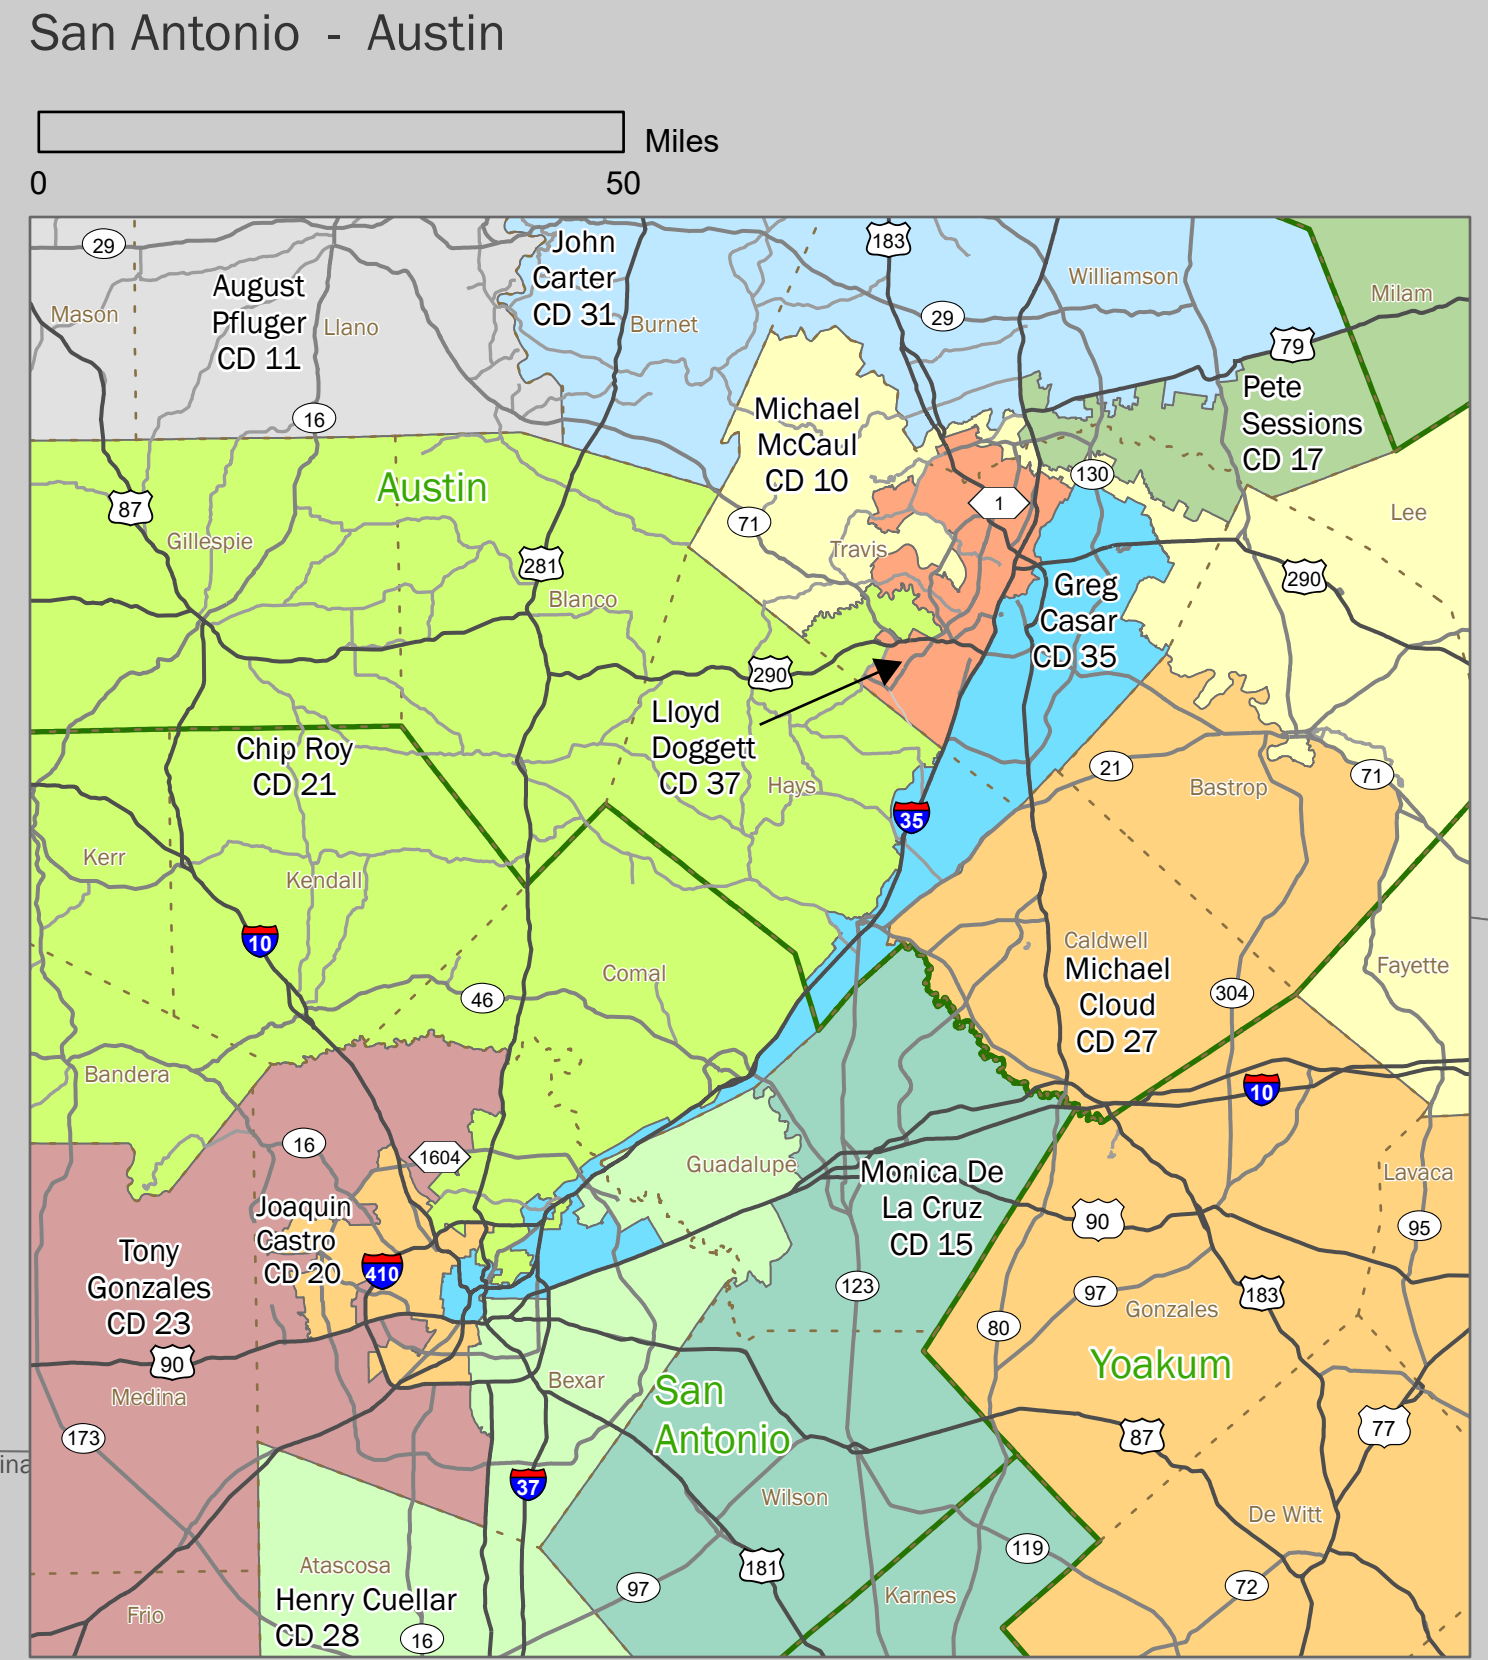 San Antonio - Austin
Miles
0
50
29
August
Pfluger
CD 11
Mason
Llano
16
John
Carter
CD 31
Burnet
183
Williamson
29
Milam
79
Pete
Sessions
CD 17
Michael
McCaul
CD 10
130
1
Austin
87
Gillespie
281
71
Travis
Lee
290
Blanco
Greg
Casar
CD 35
290
Lloyd
Doggett
CD 37
Chip Roy
CD 21
Hays
35
21
Bastrop
71
Kerr
Kendall
10
Comal
46
Caldwell
Michael
Cloud
CD 27
304
Fayette
Bandera
10
16
1604
Guadalupe
Monica De
La Cruz
CD 15
Lavaca
Joaquin
Castro
CD 20
410
Tony
Gonzales
CD 23
90
95
123
97
183
80
Gonzales
90
Medina
Bexar
San
Antonio
Yoakum
173
87
77
ina
37
Wilson
De Witt
Atascosa
181
119
Henry Cuellar
CD 28
97
Karnes
72
Frio
16